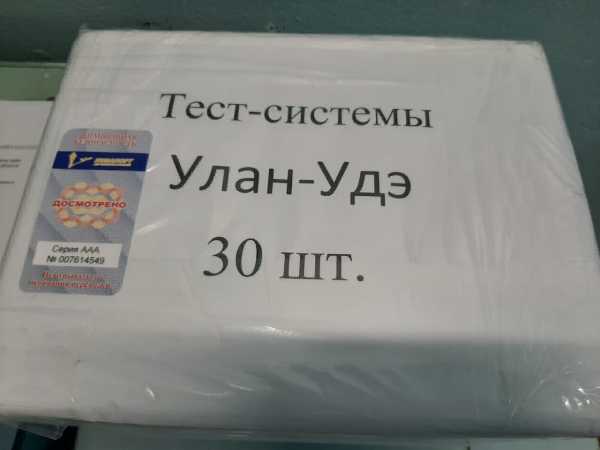 Тест-системы
Улан-Удэ
30 шт.
ДОСМОТРЕНО
Серия ААА
№ 007614549